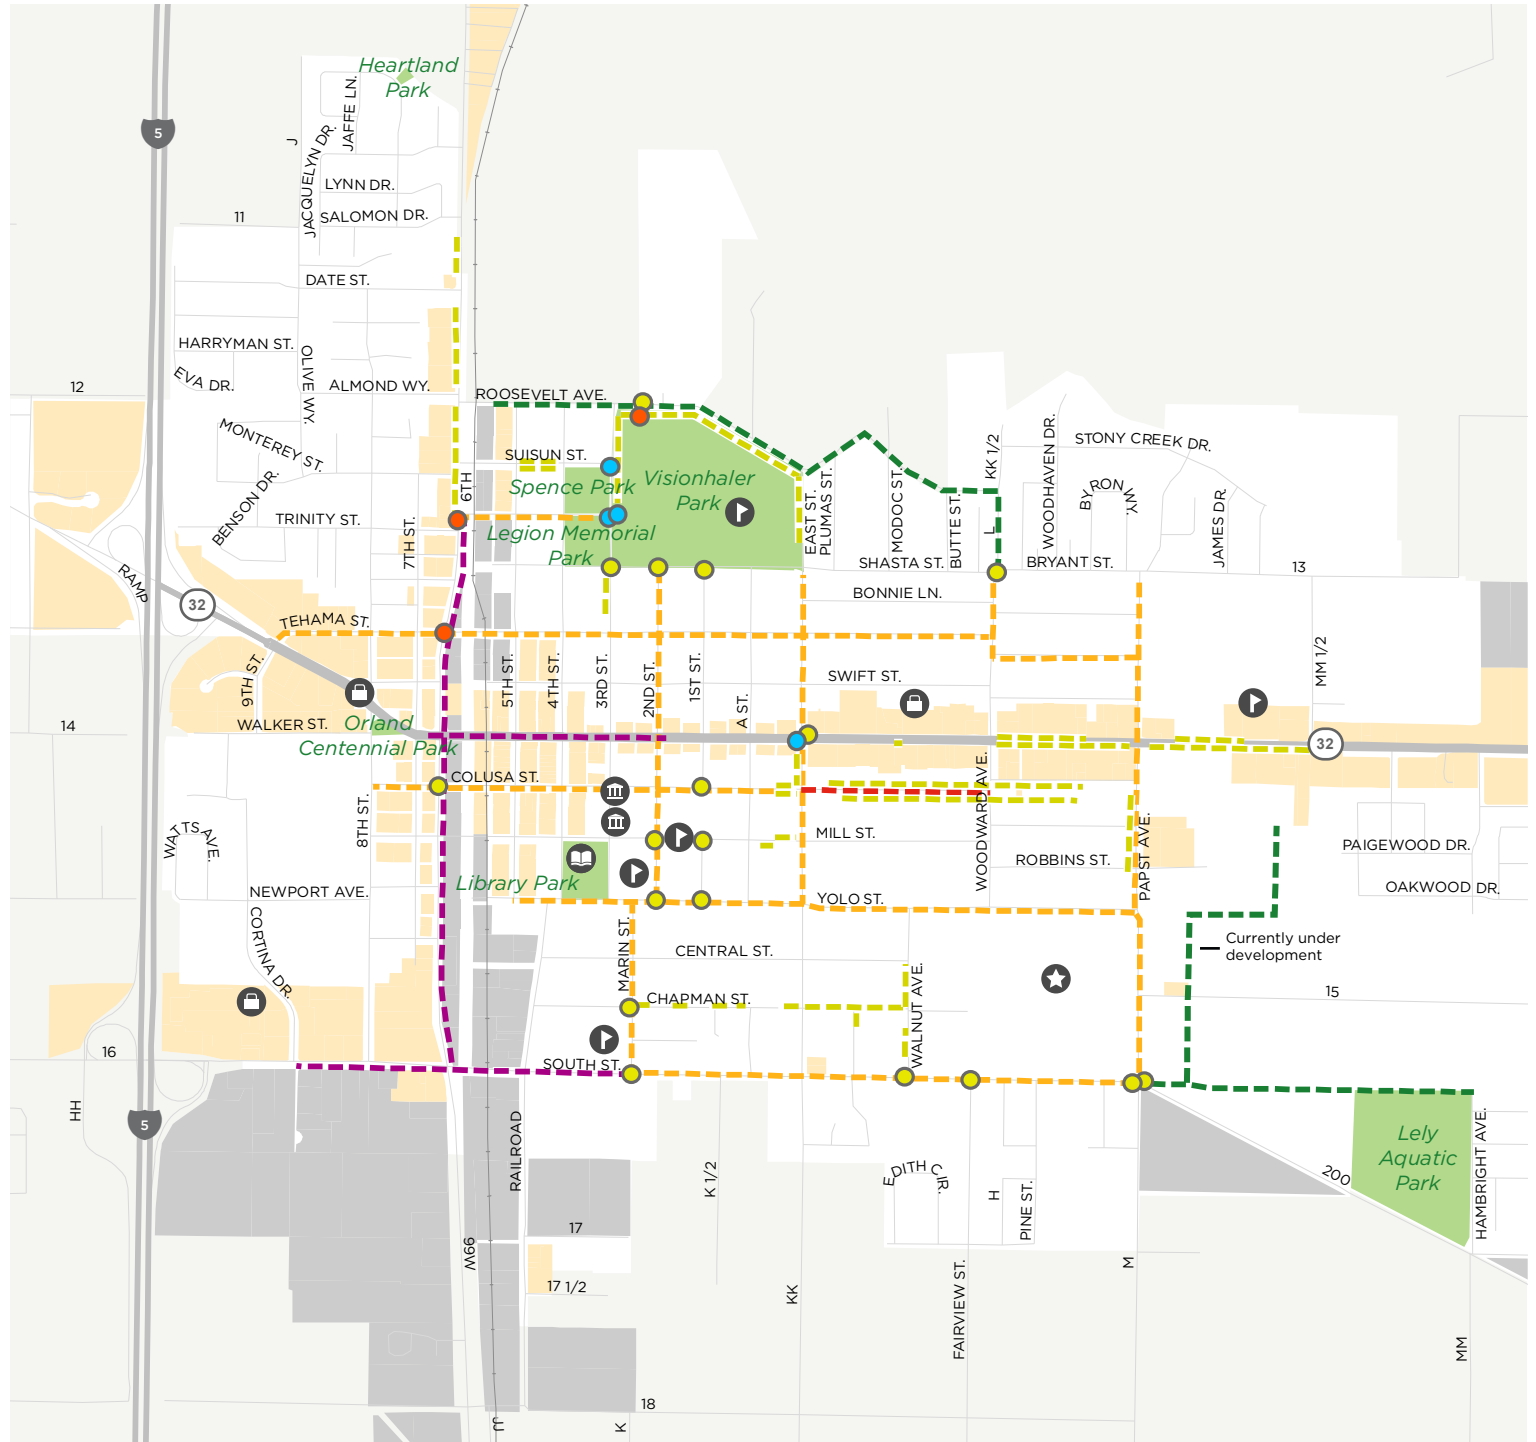 Heartland
Park
5
J
JAFFE LN.
JACQUELYN DR.
LYNN DR.
SALOMON DR.
11
DATE ST.
HARRYMAN ST.
EVA DR.
OLIVE WY.
ALMOND WY.
12
ROOSEVELT AVE.
MONTEREY ST.
SUISUN ST.
BENSON DR.
TRINITY ST.
7TH ST.
6TH
Spence Park
Visionhaler
Park
Legion Memorial
Park
EAST ST.
PLUMAS ST.
MODOC ST.
BUTTE ST.
KK 1/2
L
WOODHAVEN DR.
STONY CREEK DR.
BYRON WY.
JAMES DR.
SHASTA ST.
BRYANT ST.
13
RAMP
32
BONNIE LN.
TEHAMA ST.
9TH ST.
5TH ST.
4TH ST.
3RD ST.
2ND ST.
1ST ST.
A ST.
SWIFT ST.
MM 1/2
14
WALKER ST.
Orland
Centennial Park
32
COLUSA ST.
8TH ST.
WATTS AVE.
MILL ST.
WOODWARD AVE.
ROBBINS ST.
PAPST AVE.
PAIGEWOOD DR.
OAKWOOD DR.
NEWPORT AVE.
Library Park
YOLO ST.
CORTINA DR.
MARIN ST.
CENTRAL ST.
Currently under
development
CHAPMAN ST.
WALNUT AVE.
15
16
SOUTH ST.
HH
5
RAILROAD
K 1/2
EDITH CIR.
H
PINE ST.
200
Lely
Aquatic
Park
HAMBRIGHT AVE.
17
99W
17 1/2
KK
FAIRVIEW ST.
M
MM
18
JJ
K